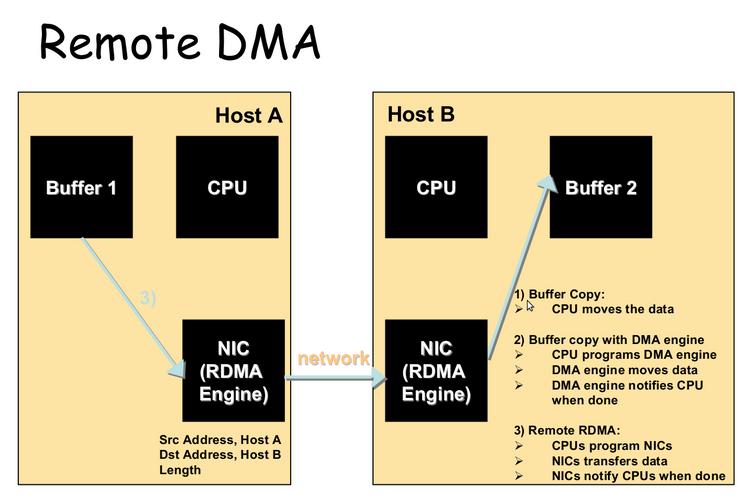 Remote DMA
Host A
Buffer 1
CPU
3)
NIC
(RDMA
Engine)
Src Address, Host A
Dst Address, Host B
Length
network
Host B
CPU
Buffer 2
NIC
(RDMA
Engine)
1) Buffer Copy:
➢ CPU moves the data
2) Buffer copy with DMA engine
➢ CPU programs DMA engine
➢ DMA engine moves data
➢ DMA engine notifies CPU
when done
3) Remote RDMA:
➢ CPUs program NICs
➢ NICs transfers data
➢ NICs notify CPUs when done